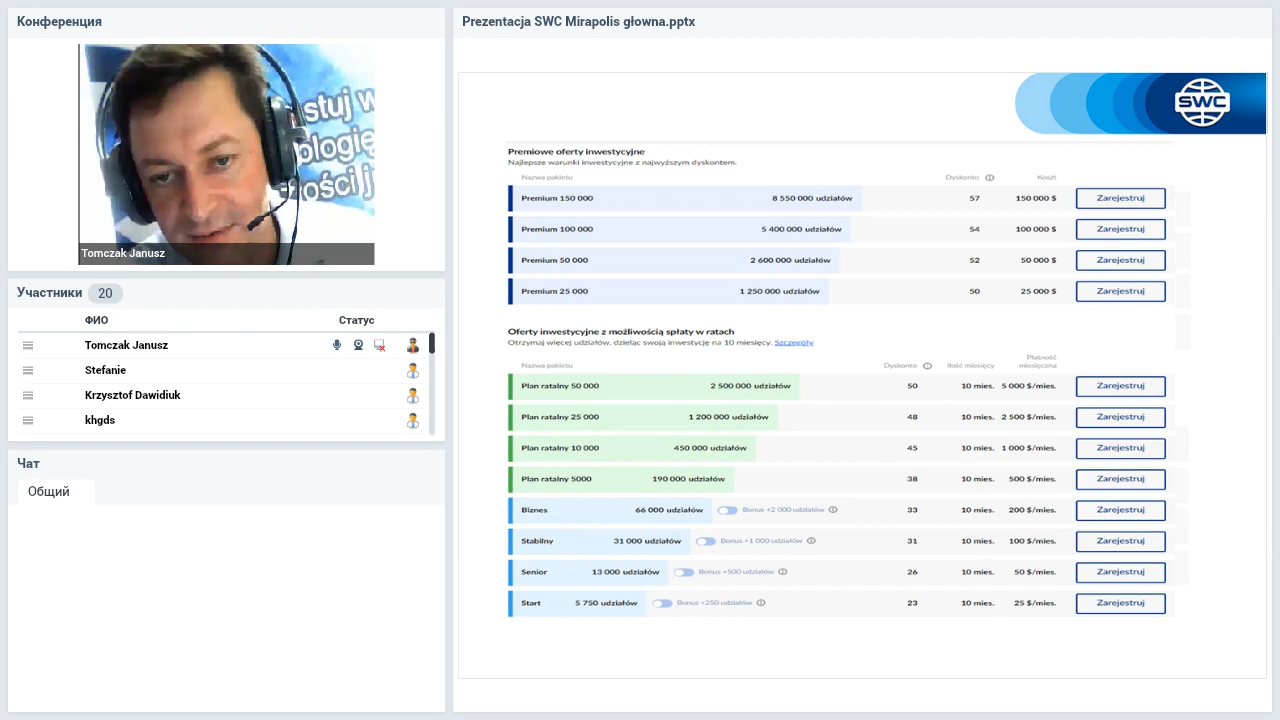 Конференция
stuj w
ologię
ości j
Tomczak Janusz
Участники 20
ФИО Статус
Tomczak Janusz
Stefanie
Krzysztof Dawidiuk
khgds
Чат
Общий
Prezentacja SWC Mirapolis głowna.pptx
SWC
Premiowe oferty inwestycyjne
Najlepsze warunki inwestycyjne z najwyższym dyskontem.
Nazwa pakietu Dyskonto Koszt
Premium 150 000 8 550 000 udziałów 57 150 000 $ Zarejestruj
Premium 100 000 5 400 000 udziałów 54 100 000 $ Zarejestruj
Premium 50 000 2 600 000 udziałów 52 50 000 $ Zarejestruj
Premium 25 000 1 250 000 udziałów 50 25 000 $ Zarejestruj
Oferty inwestycyjne z możliwością spłaty w ratach
Otrzymaj więcej udziałów, dzieląc swoją inwestycję na 10 miesięcy. Szczegóły
Nazwa pakietu Dyskonto Ilość miesięcy Płatność miesięczna
Plan ratalny 50 000 2 500 000 udziałów 50 10 mies. 5 000 $/mies. Zarejestruj
Plan ratalny 25 000 1 200 000 udziałów 48 10 mies. 2 500 $/mies. Zarejestruj
Plan ratalny 10 000 450 000 udziałów 45 10 mies. 1 000 $/mies. Zarejestruj
Plan ratalny 5000 190 000 udziałów 38 10 mies. 500 $/mies. Zarejestruj
Biznes 66 000 udziałów Bonus +2 000 udziałów 33 10 mies. 200 $/mies. Zarejestruj
Stabilny 31 000 udziałów Bonus +1 000 udziałów 31 10 mies. 100 $/mies. Zarejestruj
Senior 13 000 udziałów Bonus +500 udziałów 26 10 mies. 50 $/mies. Zarejestruj
Start 5 750 udziałów Bonus +250 udziałów 23 10 mies. 25 $/mies. Zarejestruj